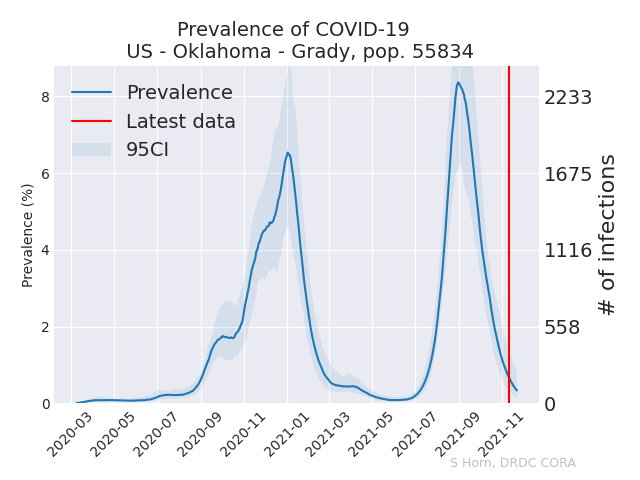 Prevalence of COVID-19
US - Oklahoma - Grady, pop. 55834
Prevalence
Latest data
95CI
Prevalence (%)
8
6
4
2
0
2233
1675
1116
558
0
# of infections
2020-03
2020-05
2020-07
2020-09
2020-11
2021-01
2021-03
2021-05
2021-07
2021-09
2021-11
S Horn, DRDC CORA